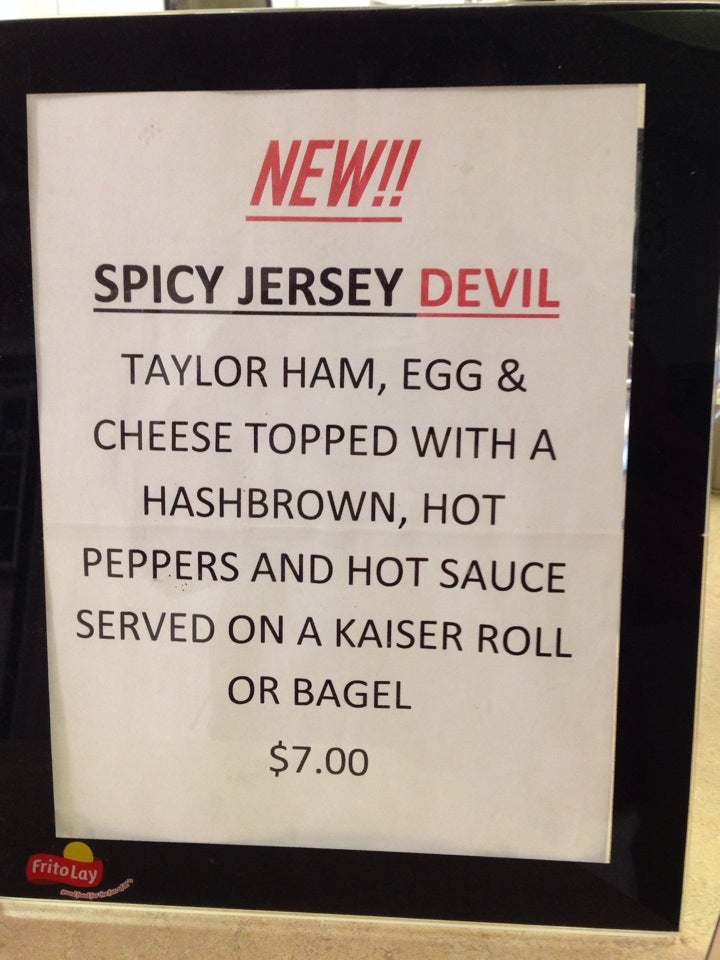 NEW!!
SPICY JERSEY DEVIL
TAYLOR HAM, EGG &
CHEESE TOPPED WITH A
HASHBROWN, HOT
PEPPERS AND HOT SAUCE
SERVED ON A KAISER ROLL
OR BAGEL
$7.00
FritoLay